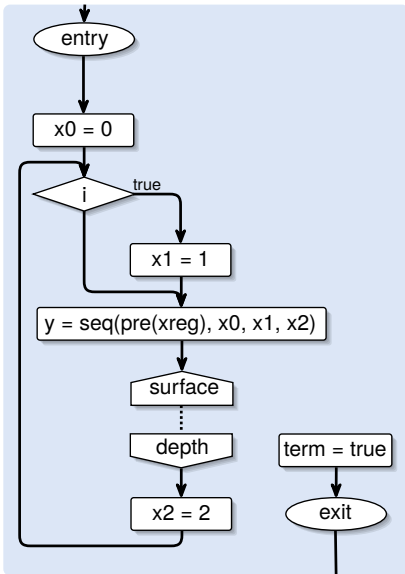 entry
x0 = 0
i
true
x1 = 1
y = seq(pre(xreg), x0, x1, x2)
surface
depth
term = true
x2 = 2
exit